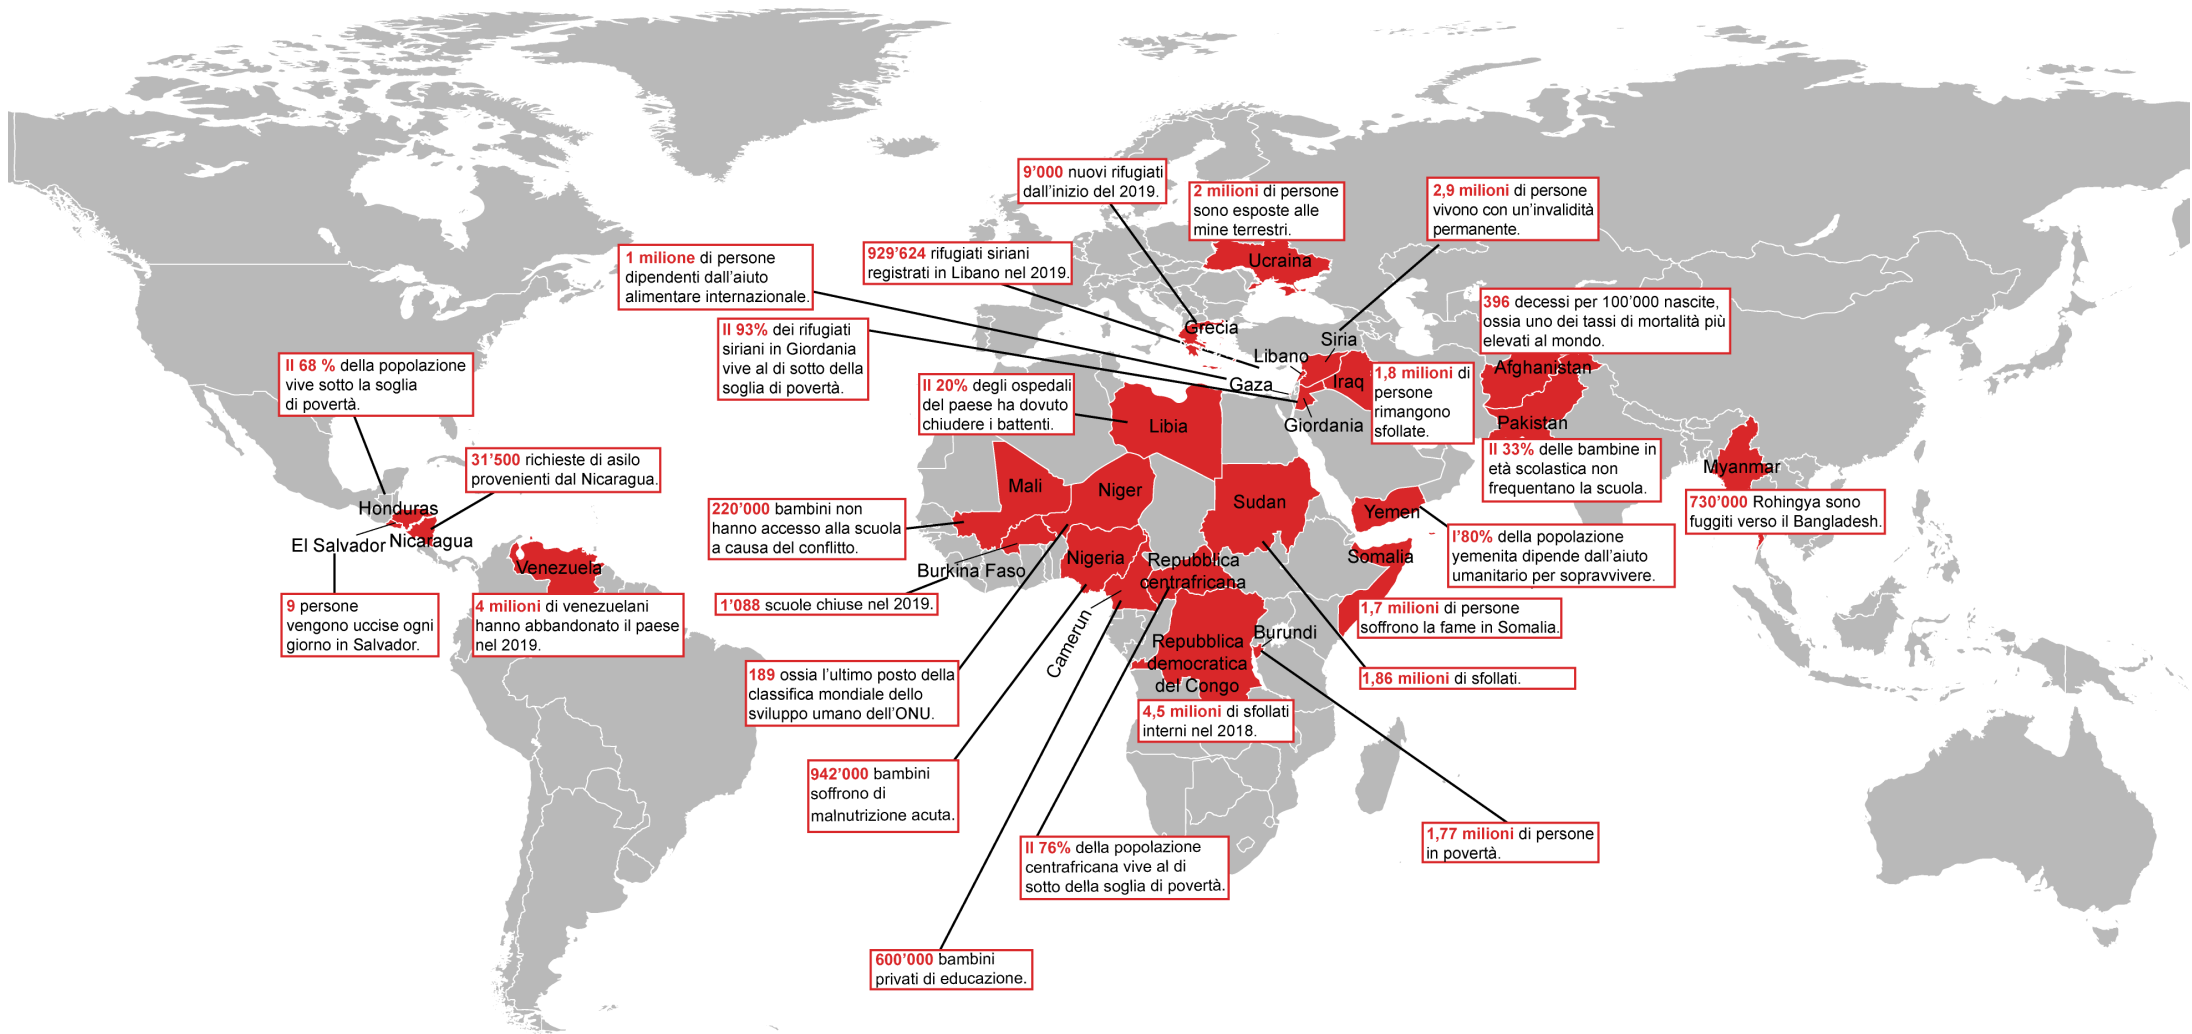 9’000 nuovi rifugiati
dall’inizio del 2019.
2 milioni di persone
sono esposte alle
mine terrestri.
2,9 milioni di persone
vivono con un’invalidità
permanente.
1 milione di persone
dipendenti dall’aiuto
alimentare internazionale.
929’624 rifugiati siriani
registrati in Libano nel 2019.
Ucraina
396 decessi per 100’000 nascite,
ossia uno dei tassi di mortalità più
elevati al mondo.
Il 93% dei rifugiati
siriani in Giordania
vive al di sotto della
soglia di povertà.
Grecia
Siria
Libano
Gaza
Iraq
Giordania
Afghanistan
Pakistan
Il 68 % della popolazione
vive sotto la soglia
di povertà.
Il 20% degli ospedali
del paese ha dovuto
chiudere i battenti.
Libia
1,8 milioni di
persone
rimangono
sfollate.
31’500 richieste di asilo
provenienti dal Nicaragua.
Il 33% delle bambine in
età scolastica non
frequentano la scuola.
Myanmar
730’000 Rohingya sono
fuggiti verso il Bangladesh.
Honduras
El Salvador
Nicaragua
Venezuela
220’000 bambini non
hanno accesso alla scuola
a causa del conflitto.
Mali
Niger
Sudan
Yemen
l’80% della popolazione
yemenita dipende dall’aiuto
umanitario per sopravvivere.
Burkina Faso
Nigeria
Repubblica
centrafricana
Somalia
9 persone
vengono uccise ogni
giorno in Salvador.
4 milioni di venezuelani
hanno abbandonato il paese
nel 2019.
1’088 scuole chiuse nel 2019.
1,7 milioni di persone
soffrono la fame in Somalia.
Camerun
Repubblica
democratica
del Congo
Burundi
189 ossia l’ultimo posto della
classifica mondiale dello
sviluppo umano dell’ONU.
1,86 milioni di sfollati.
4,5 milioni di sfollati
interni nel 2018.
942’000 bambini
soffrono di
malnutrizione acuta.
Il 76% della popolazione
centrafricana vive al di
sotto della soglia di povertà.
1,77 milioni di persone
in povertà.
600’000 bambini
privati di educazione.